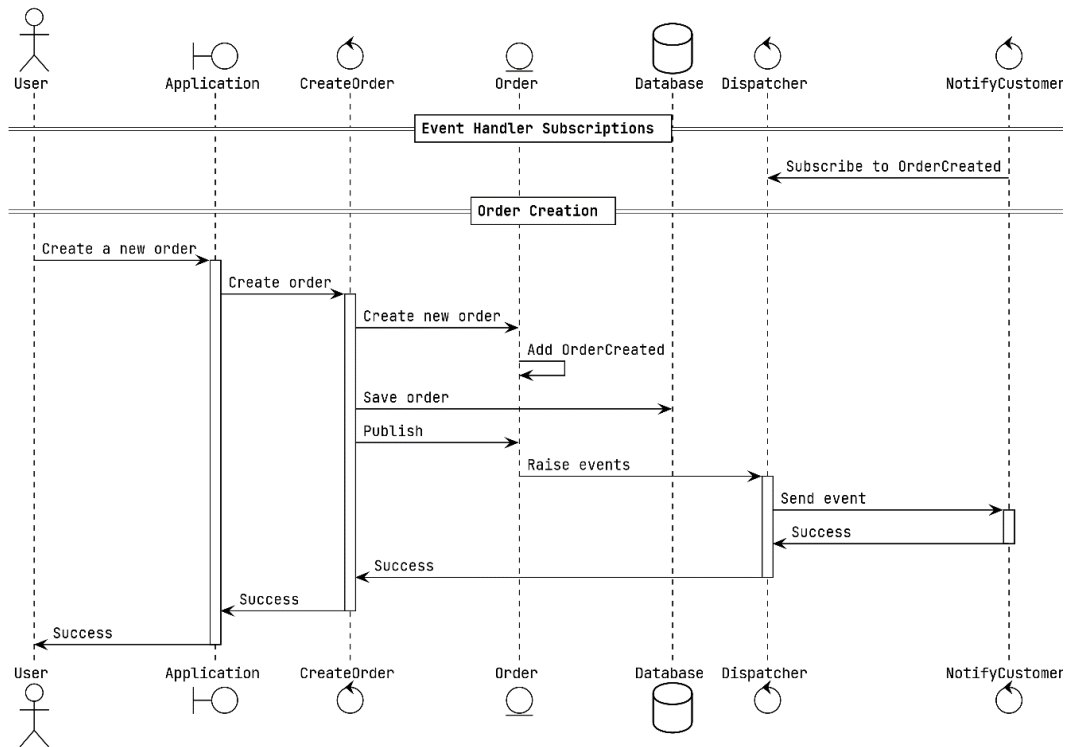 User
Application
CreateOrder
Order
Database
Dispatcher
NotifyCustomer
Event Handler Subscriptions
Subscribe to OrderCreated
Order Creation
Create a new order
Create order
Create new order
Add OrderCreated
Save order
Publish
Raise events
Send event
Success
Success
Success
Success
User
Application
CreateOrder
Order
Database
Dispatcher
NotifyCustomer